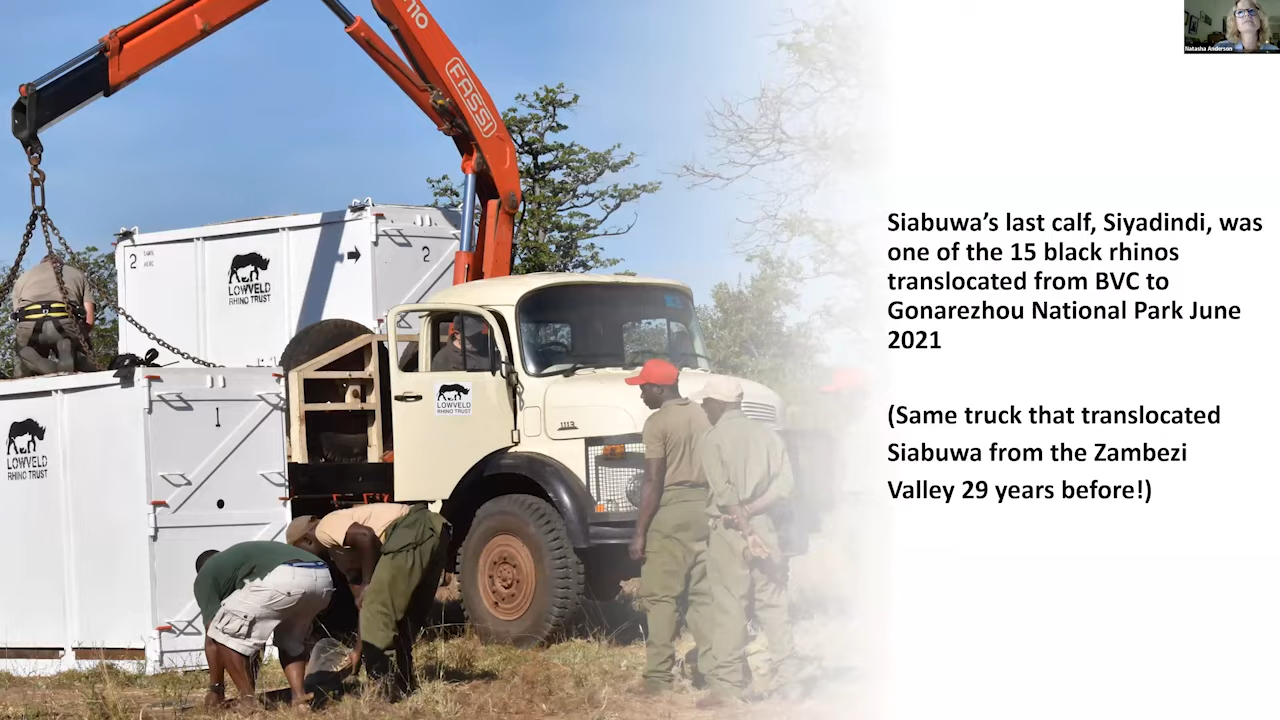 Natasha Anderson
FASSI
2
2
LOWVELD
RHINO TRUST
1
LOWVELD
RHINO TRUST
LOWVELD
RHINO TRUST
1113
Siabuwa's last calf, Siyadindi, was
one of the 15 black rhinos
translocated from BVC to
Gonarezhou National Park June
2021
(Same truck that translocated
Siabuwa from the Zambezi
Valley 29 years before!)